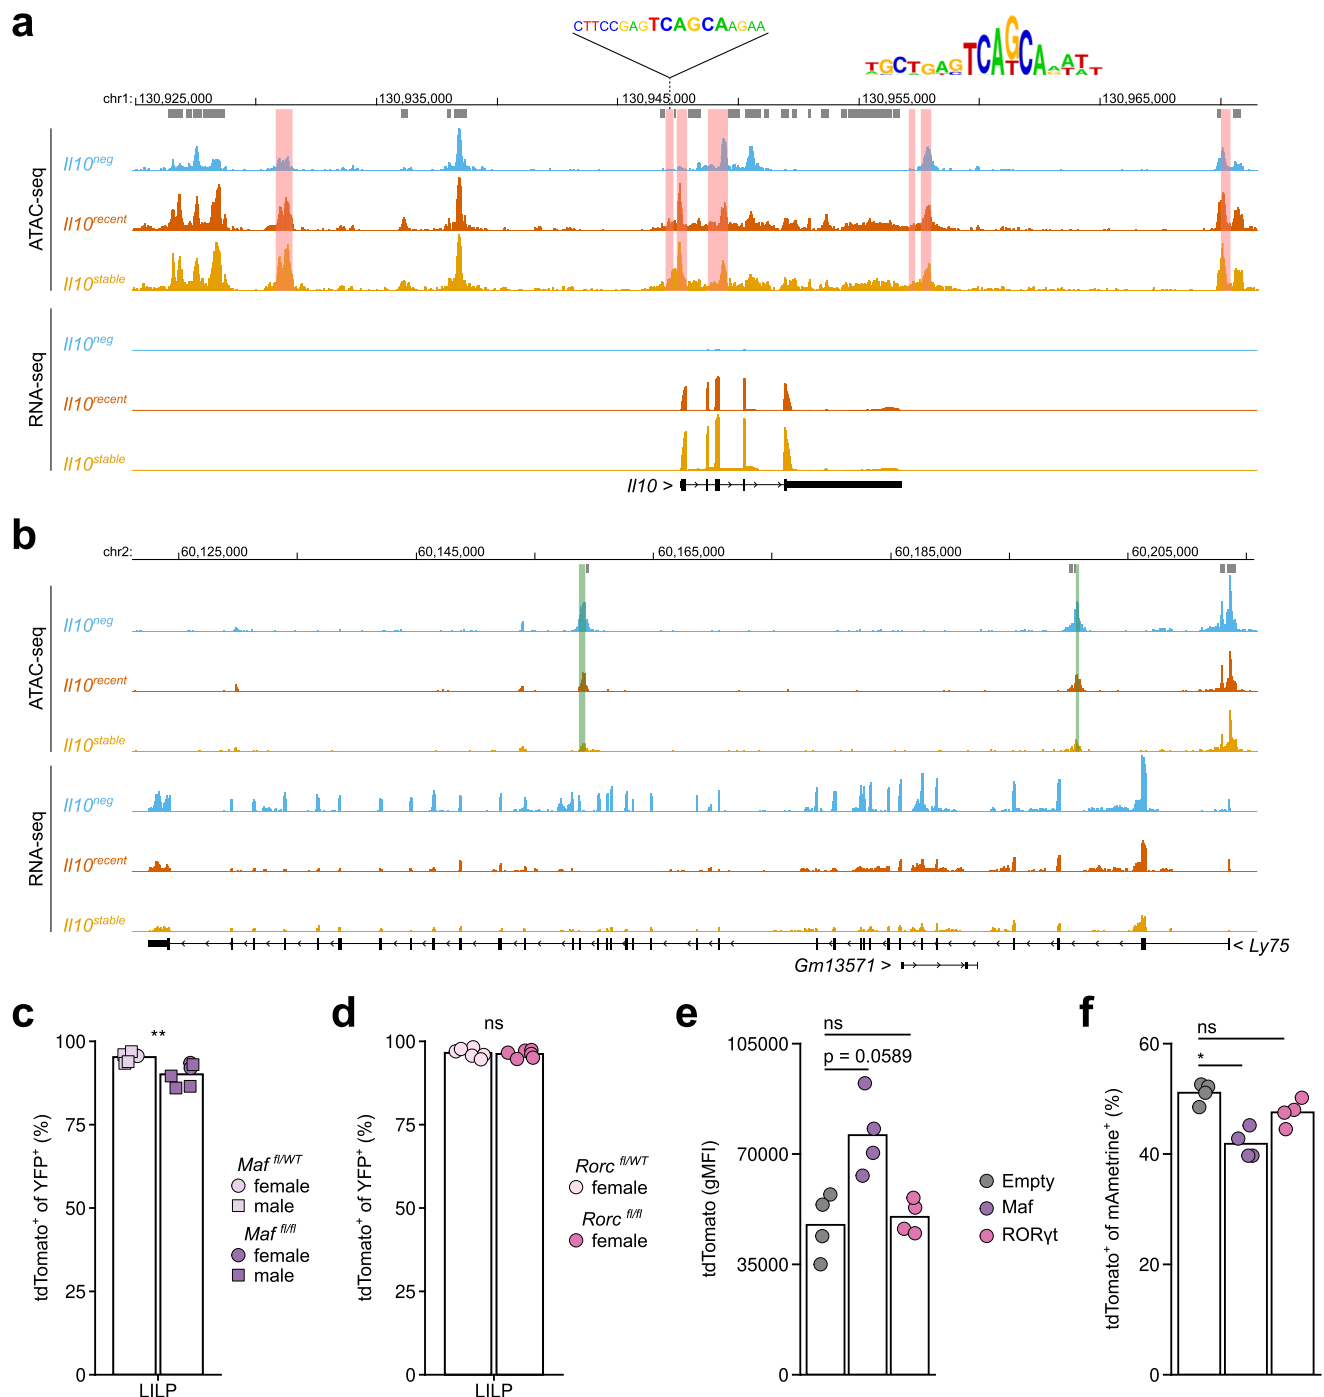 a
CTTCCGAGTCAGCAAGAA
TGCTGAGTCAGCAAAT
chr1: 130,925,000 130,935,000 130,945,000 130,955,000 130,965,000
ATAC-seq
Il10neg
Il10recent
Il10stable
RNA-seq
Il10neg
Il10recent
Il10stable
Il10 >
b
chr2: 60,125,000 60,145,000 60,165,000 60,185,000 60,205,000
ATAC-seq
Il10neg
Il10recent
Il10stable
RNA-seq
Il10neg
Il10recent
Il10stable
< Ly75
Gm13571 >
c
**
tdTomato+ of YFP+ (%)
100
75
50
25
0
LILP
Maf fl/WT
female
male
Maf fl/fl
female
male
d
ns
tdTomato+ of YFP+ (%)
100
75
50
25
0
LILP
Rorc fl/WT
female
Rorc fl/fl
female
e
ns
p = 0.0589
tdTomato (gMFI)
105000
70000
35000
0
Empty
Maf
RORγt
f
ns
*
tdTomato+ of mAmetrine+ (%)
60
40
20
0